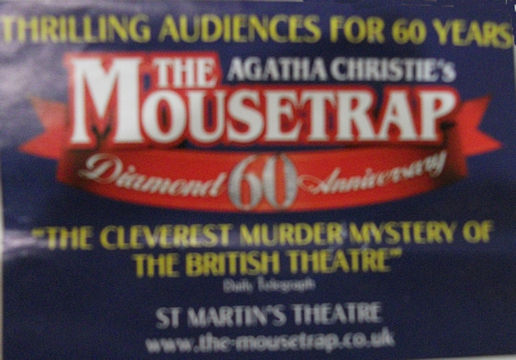 THRILLING AUDIENCES FOR 60 YEARS
AGATHA CHRISTIE's
THE
MOUSETRAP
Diamond 60 Anniversary
"THE CLEVEREST MURDER MYSTERY OF
THE BRITISH THEATRE"
Daily Telegraph
ST MARTIN'S THEATRE
www.the-mousetrap.co.uk